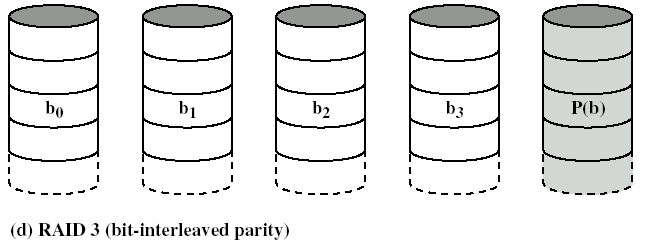 b0 b1 b2 b3 P(b)
(d) RAID 3 (bit-interleaved parity)